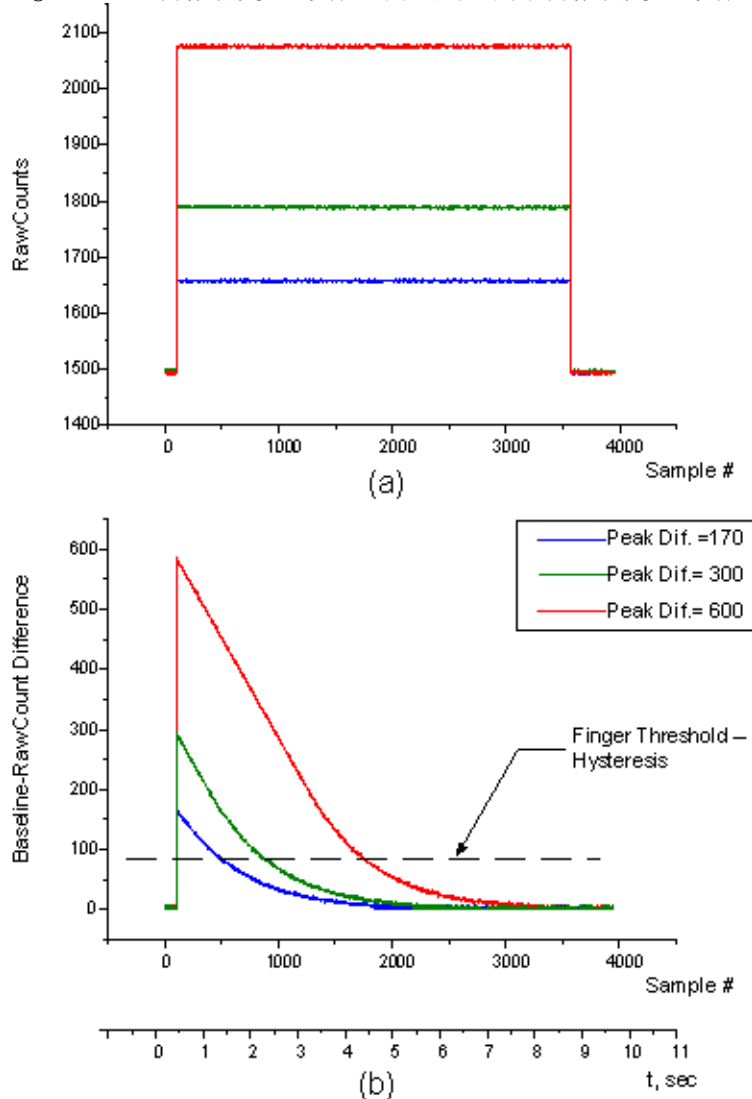 2100
2000
1900
1800
1700
1600
1500
1400
RawCounts
0 1000 2000 3000 4000
Sample #
(a)
600
500
400
300
200
100
0
Baseline-RawCount Difference
Peak Dif. =170
Peak Dif.= 300
Peak Dif.= 600
Finger Threshold –
Hysteresis
0 1000 2000 3000 4000
Sample #
0 1 2 3 4 5 6 7 8 9 10 11
t, sec
(b)